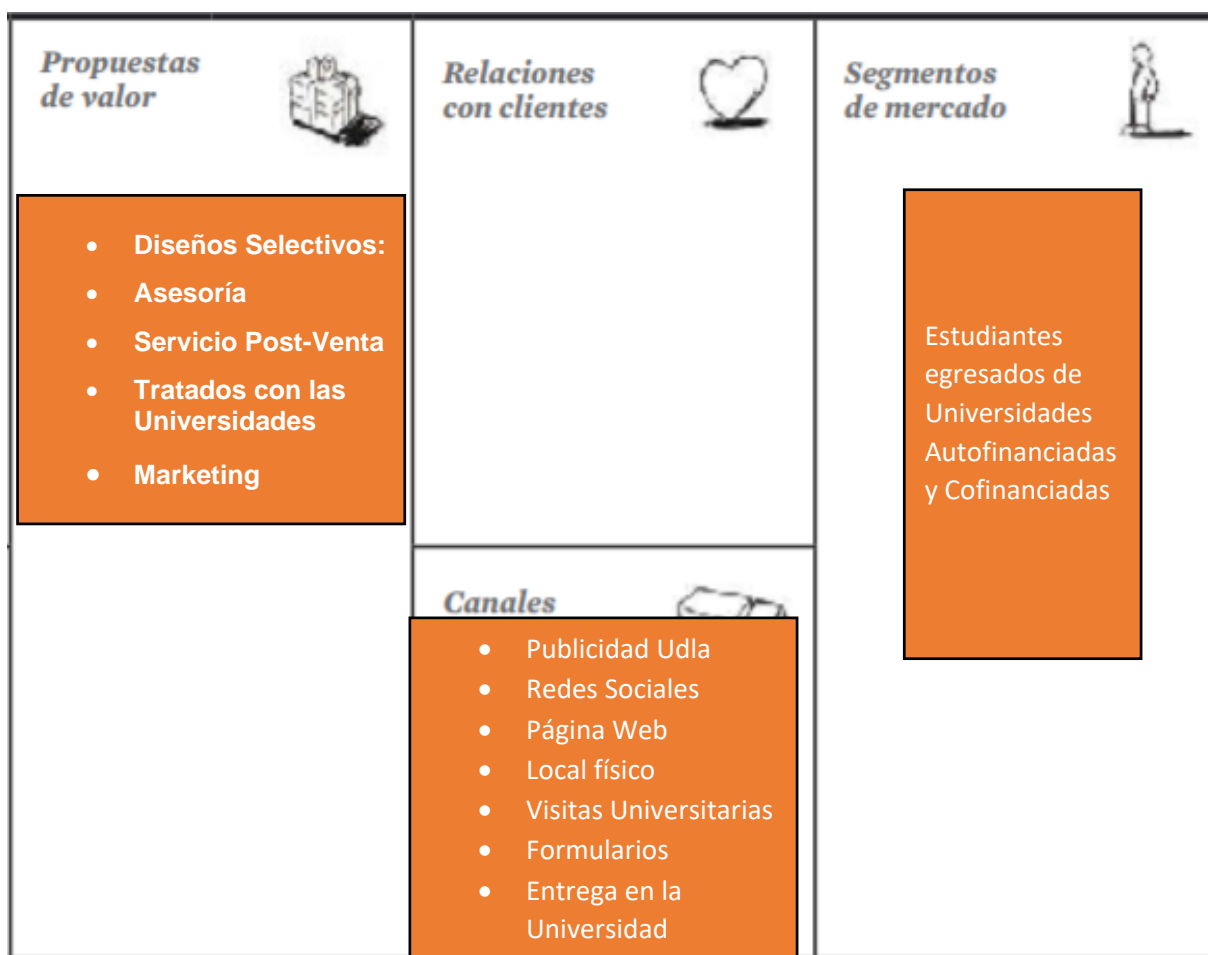 Propuestas
de valor
• Diseños Selectivos:
• Asesoría
• Servicio Post-Venta
• Tratados con las
Universidades
• Marketing
Relaciones
con clientes
Canales
• Publicidad Udla
• Redes Sociales
• Página Web
• Local físico
• Visitas Universitarias
• Formularios
• Entrega en la
Universidad
Segmentos
de mercado
Estudiantes
egresados de
Universidades
Autofinanciadas
y Cofinanciadas